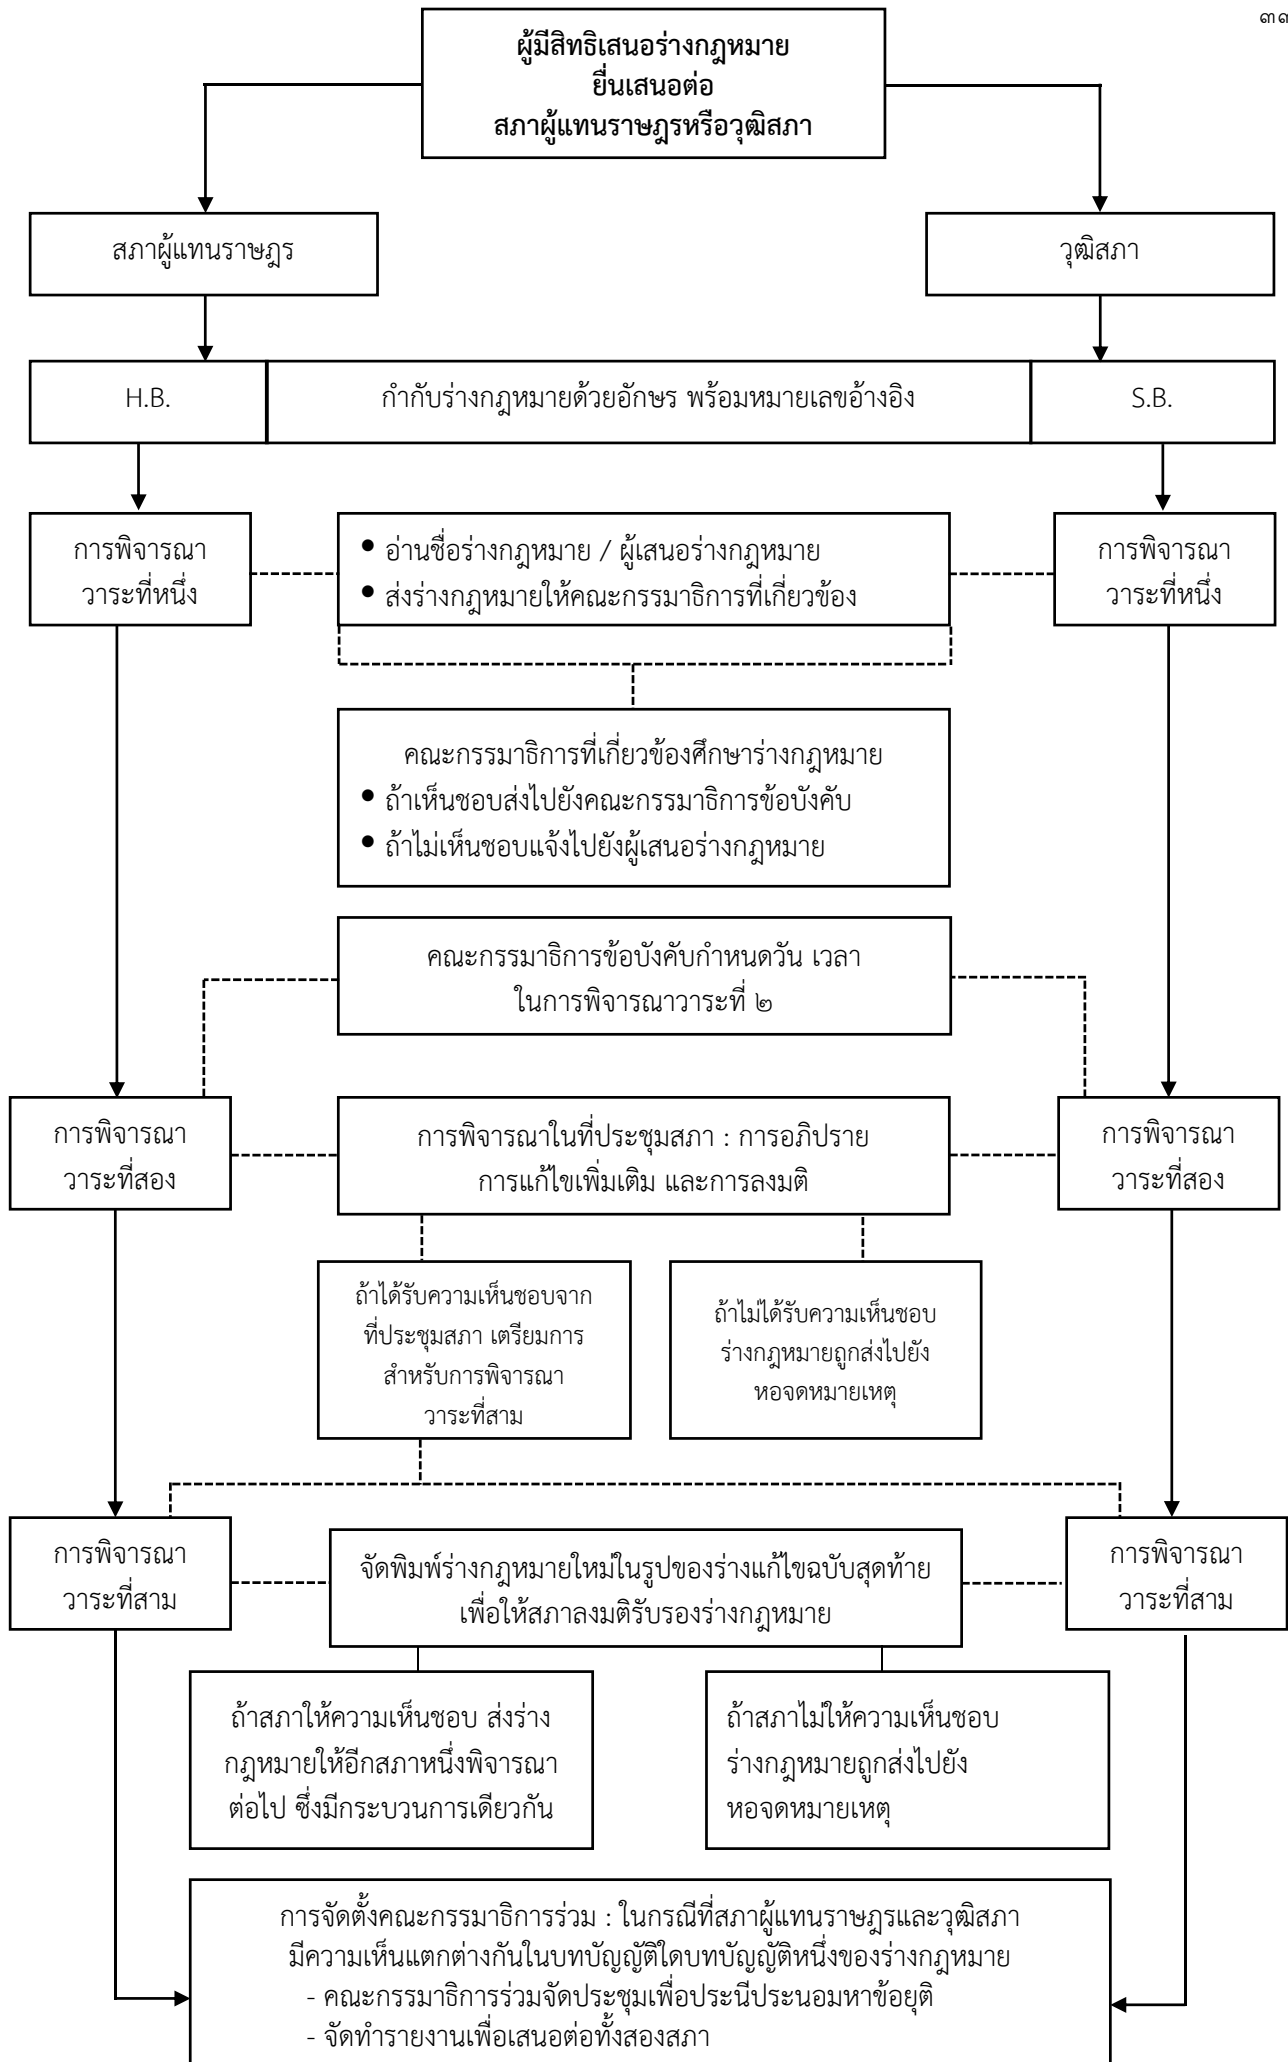 ๓๓
ผู้มีสิทธิเสนอร่างกฎหมาย
ยื่นเสนอต่อ
สภาผู้แทนราษฎรหรือวุฒิสภา
สภาผู้แทนราษฎร
วุฒิสภา
H.B.
กำกับร่างกฎหมายด้วยอักษร พร้อมหมายเลขอ้างอิง
S.B.
การพิจารณา
วาระที่หนึ่ง
• อ่านชื่อร่างกฎหมาย / ผู้เสนอร่างกฎหมาย
• ส่งร่างกฎหมายให้คณะกรรมาธิการที่เกี่ยวข้อง
การพิจารณา
วาระที่หนึ่ง
คณะกรรมาธิการที่เกี่ยวข้องศึกษาร่างกฎหมาย
• ถ้าเห็นชอบส่งไปยังคณะกรรมาธิการข้อบังคับ
• ถ้าไม่เห็นชอบแจ้งไปยังผู้เสนอร่างกฎหมาย
คณะกรรมาธิการข้อบังคับกำหนดวัน เวลา
ในการพิจารณาวาระที่ ๒
การพิจารณา
วาระที่สอง
การพิจารณาในที่ประชุมสภา : การอภิปราย
การแก้ไขเพิ่มเติม และการลงมติ
การพิจารณา
วาระที่สอง
ถ้าได้รับความเห็นชอบจาก
ที่ประชุมสภา เตรียมการ
สำหรับการพิจารณา
วาระที่สาม
ถ้าไม่ได้รับความเห็นชอบ
ร่างกฎหมายถูกส่งไปยัง
หอจดหมายเหตุ
การพิจารณา
วาระที่สาม
จัดพิมพ์ร่างกฎหมายใหม่ในรูปของร่างแก้ไขฉบับสุดท้าย
เพื่อให้สภาลงมติรับรองร่างกฎหมาย
การพิจารณา
วาระที่สาม
ถ้าสภาให้ความเห็นชอบ ส่งร่าง
กฎหมายให้อีกสภาหนึ่งพิจารณา
ต่อไป ซึ่งมีกระบวนการเดียวกัน
ถ้าสภาไม่ให้ความเห็นชอบ
ร่างกฎหมายถูกส่งไปยัง
หอจดหมายเหตุ
การจัดตั้งคณะกรรมาธิการร่วม : ในกรณีที่สภาผู้แทนราษฎรและวุฒิสภา
มีความเห็นแตกต่างกันในบทบัญญัติใดบทบัญญัติหนึ่งของร่างกฎหมาย
- คณะกรรมาธิการร่วมจัดประชุมเพื่อประนีประนอมหาข้อยุติ
- จัดทำรายงานเพื่อเสนอต่อทั้งสองสภา